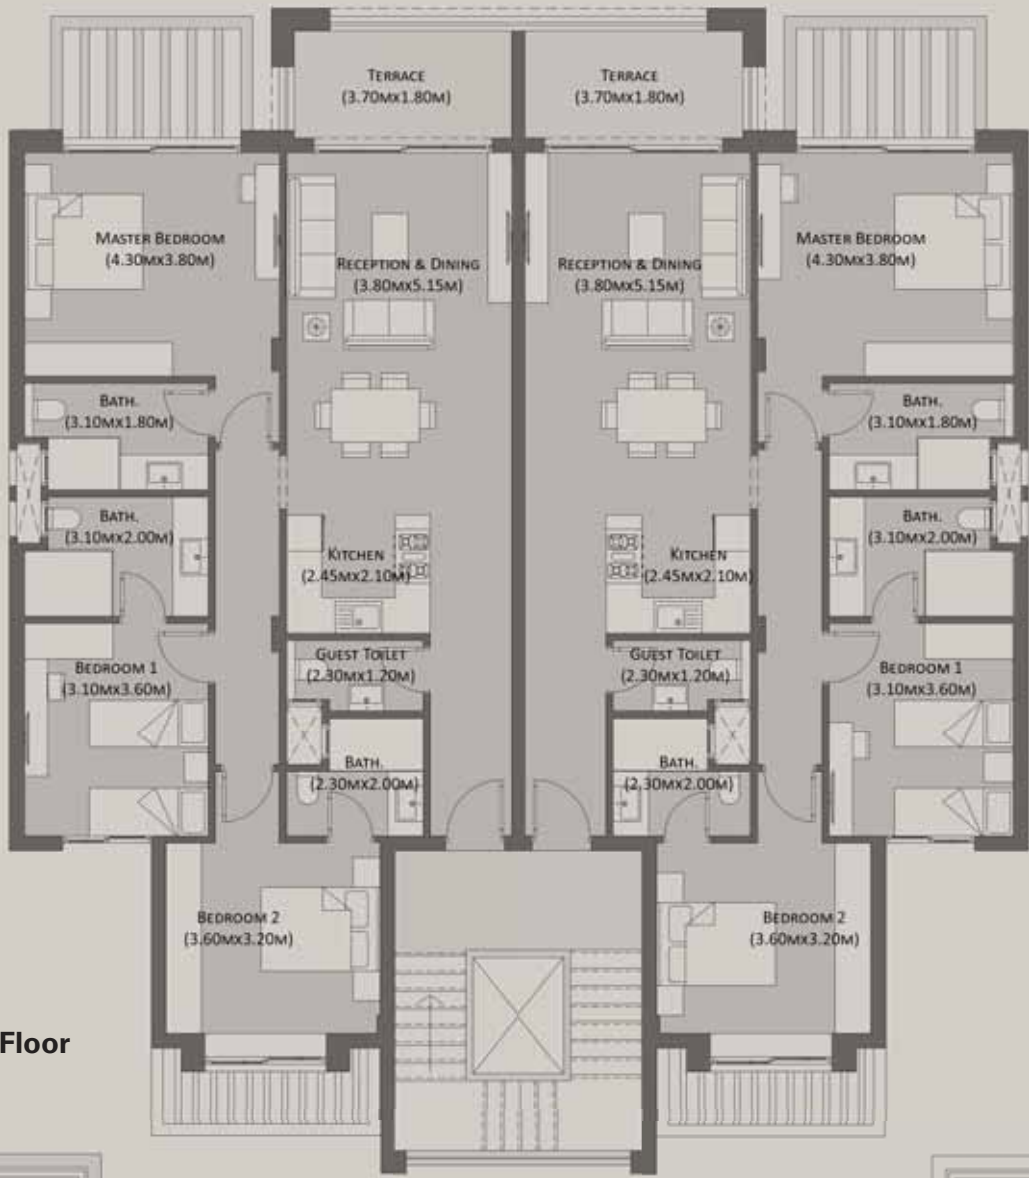 TERRACE
(3.70MX1.80M)
TERRACE
(3.70MX1.80M)
MASTER BEDROOM
(4.30MX3.80M)
RECEPTION & DINING
(3.80MX5.15M)
RECEPTION & DINING
(3.80MX5.15M)
MASTER BEDROOM
(4.30MX3.80M)
BATH.
(3.10MX1.80M)
BATH.
(3.10MX1.80M)
BATH.
(3.10MX2.00M)
BATH.
(3.10MX2.00M)
KITCHEN
(2.45MX2.10M)
KITCHEN
(2.45MX2.10M)
GUEST TOILET
(2.30MX1.20M)
GUEST TOILET
(2.30MX1.20M)
BEDROOM 1
(3.10MX3.60M)
BEDROOM 1
(3.10MX3.60M)
BATH.
(2.30MX2.00M)
BATH.
(2.30MX2.00M)
BEDROOM 2
(3.60MX3.20M)
BEDROOM 2
(3.60MX3.20M)
Floor